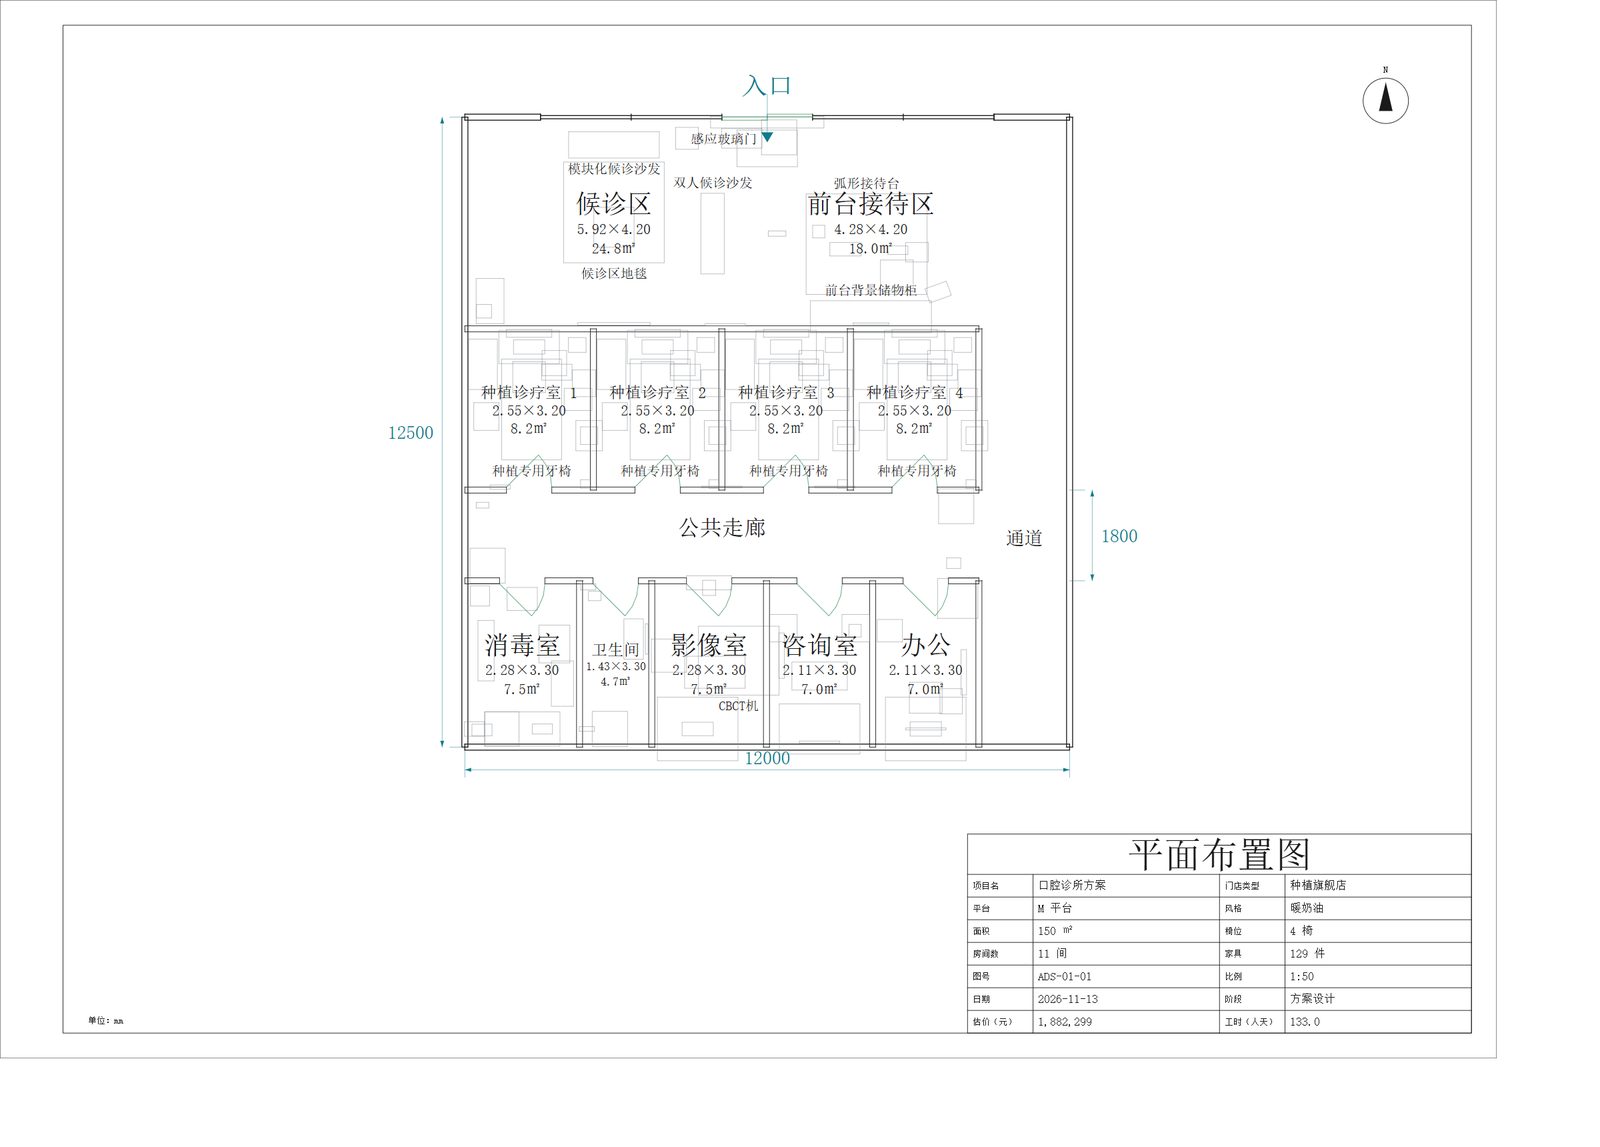 N
入口
感应玻璃门
模块化候诊沙发
双人候诊沙发
弧形接待台
候诊区
5.92×4.20
24.8㎡
前台接待区
4.28×4.20
18.0㎡
候诊区地毯
前台背景储物柜
种植诊疗室 1
2.55×3.20
8.2㎡
种植专用牙椅
种植诊疗室 2
2.55×3.20
8.2㎡
种植专用牙椅
种植诊疗室 3
2.55×3.20
8.2㎡
种植专用牙椅
种植诊疗室 4
2.55×3.20
8.2㎡
种植专用牙椅
12500
公共走廊
通道
1800
消毒室
2.28×3.30
7.5㎡
卫生间
1.43×3.30
4.7㎡
影像室
2.28×3.30
7.5㎡
CBCT机
咨询室
2.11×3.30
7.0㎡
办公
2.11×3.30
7.0㎡
12000
平面布置图
项目名 口腔诊所方案 门店类型 种植旗舰店
平台 M 平台 风格 暖奶油
面积 150 ㎡ 椅位 4 椅
房间数 11 间 家具 129 件
图号 ADS-01-01 比例 1:50
日期 2026-11-13 阶段 方案设计
估价（元） 1,882,299 工时（人天） 133.0
单位: mm